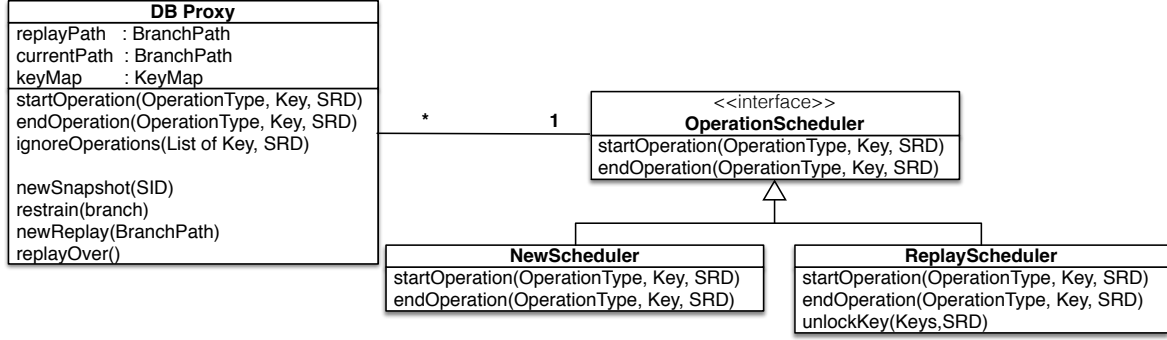 DB Proxy
replayPath : BranchPath
currentPath : BranchPath
keyMap : KeyMap
startOperation(OperationType, Key, SRD)
endOperation(OperationType, Key, SRD)
ignoreOperations(List of Key, SRD)
newSnapshot(SID)
restrain(branch)
newReplay(BranchPath)
replayOver()
* 1
<<interface>>
OperationScheduler
startOperation(OperationType, Key, SRD)
endOperation(OperationType, Key, SRD)
NewScheduler
startOperation(OperationType, Key, SRD)
endOperation(OperationType, Key, SRD)
ReplayScheduler
startOperation(OperationType, Key, SRD)
endOperation(OperationType, Key, SRD)
unlockKey(Keys,SRD)